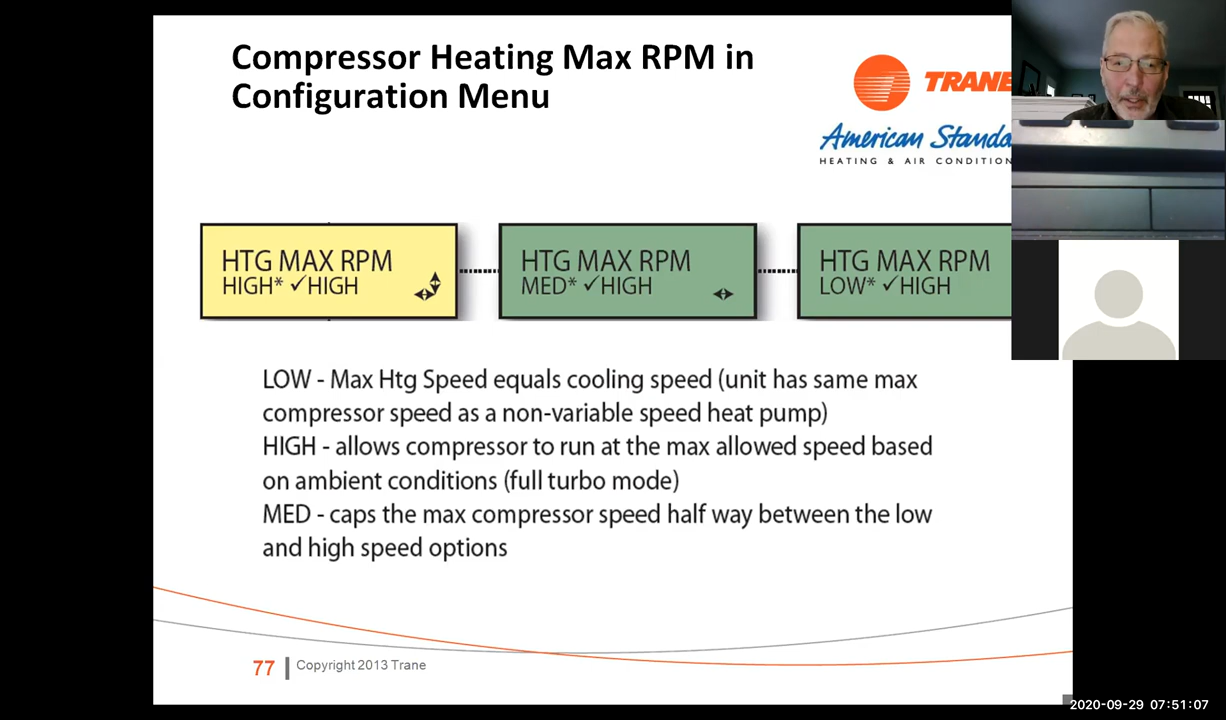 Compressor Heating Max RPM in
Configuration Menu
TRANE
American Standa
HEATING & AIR CONDITION
HTG MAX RPM
HIGH* ✓HIGH
HTG MAX RPM
MED* ✓HIGH
HTG MAX RPM
LOW* ✓HIGH
LOW - Max Htg Speed equals cooling speed (unit has same max
compressor speed as a non-variable speed heat pump)
HIGH - allows compressor to run at the max allowed speed based
on ambient conditions (full turbo mode)
MED - caps the max compressor speed half way between the low
and high speed options
77
Copyright 2013 Trane
2020-09-29 07:51:07